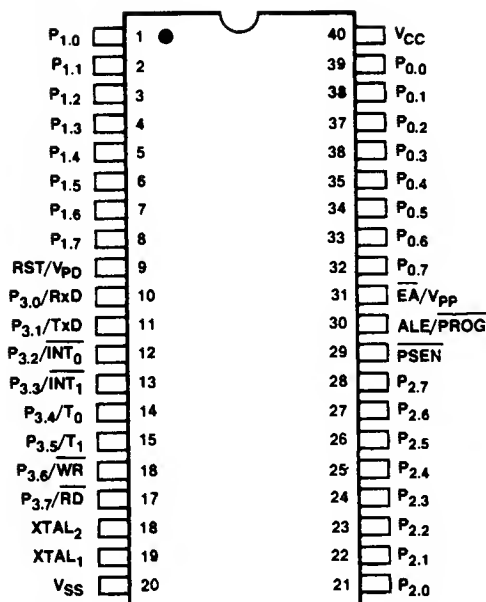 P1.0 1 40 VCC
P1.1 2 39 P0.0
P1.2 3 38 P0.1
P1.3 4 37 P0.2
P1.4 5 38 P0.3
P1.5 6 35 P0.4
P1.6 7 34 P0.5
P1.7 8 33 P0.6
RST/VPD 9 32 P0.7
P3.0/RxD 10 31 EA/VPP
P3.1/TxD 11 30 ALE/PROG
P3.2/INT0 12 29 PSEN
P3.3/INT1 13 28 P2.7
P3.4/T0 14 27 P2.6
P3.5/T1 15 26 P2.5
P3.6/WR 18 25 P2.4
P3.7/RD 17 24 P2.3
XTAL2 18 23 P2.2
XTAL1 19 22 P2.1
VSS 20 21 P2.0